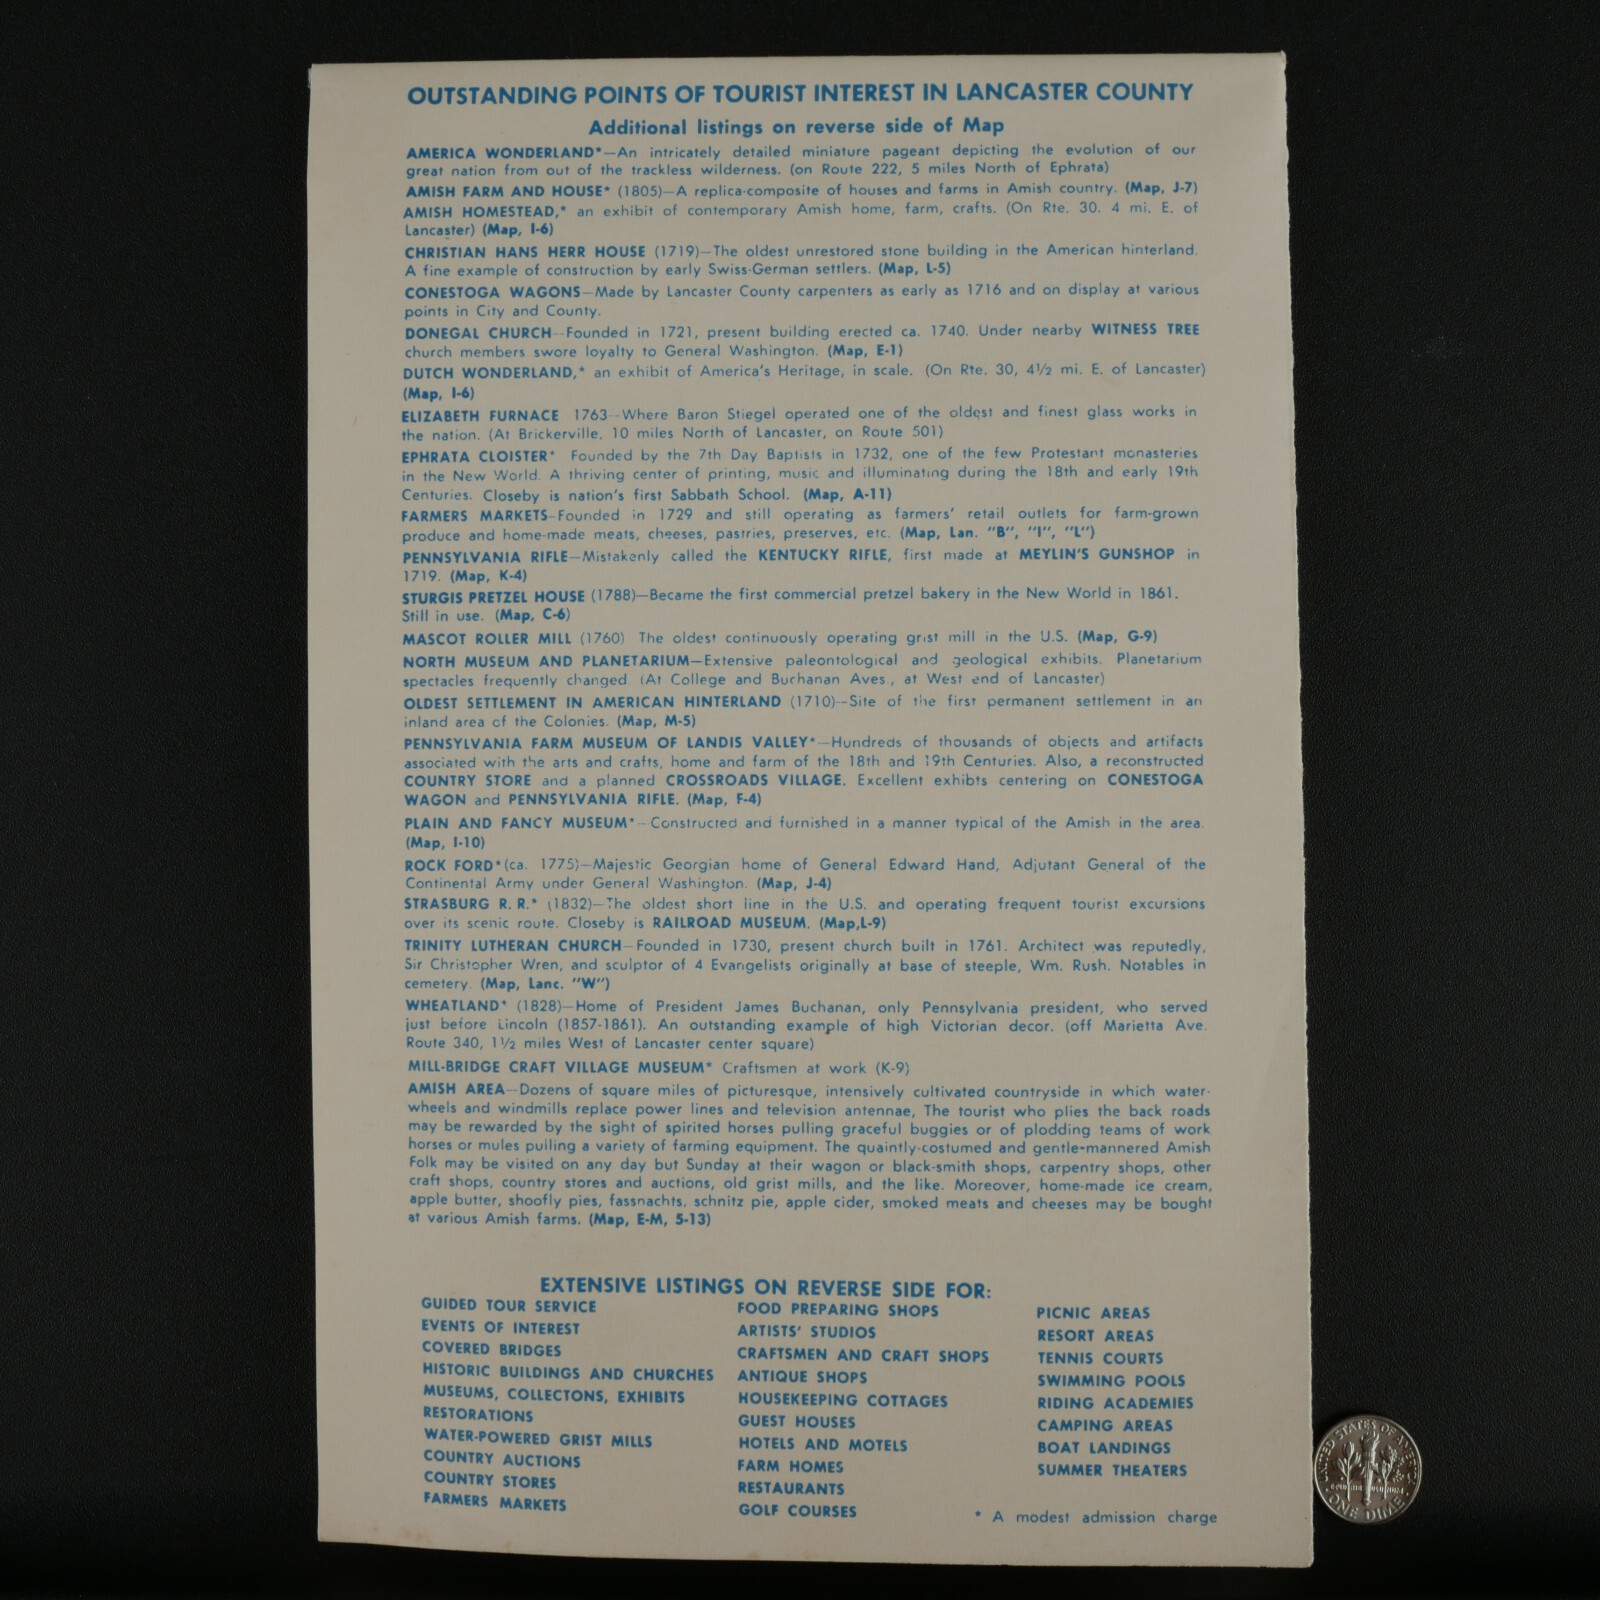 OUTSTANDING POINTS OF TOURIST INTEREST IN LANCASTER COUNTY
Additional listings on reverse side of Map
AMERICA WONDERLAND*—An intricately detailed miniature pageant depicting the evolution of our
great nation from out of the trackless wilderness. (on Route 222, 5 miles North of Ephrata)
AMISH FARM AND HOUSE* (1805)—A replica-composite of houses and farms in Amish country. (Map, J-7)
AMISH HOMESTEAD,* an exhibit of contemporary Amish home, farm, crafts. (On Rte. 30. 4 mi. E. of
Lancaster) (Map, I-6)
CHRISTIAN HANS HERR HOUSE (1719)—The oldest unrestored stone building in the American hinterland.
A fine example of construction by early Swiss-German settlers. (Map, L-5)
CONESTOGA WAGONS—Made by Lancaster County carpenters as early as 1716 and on display at various
points in City and County.
DONEGAL CHURCH—Founded in 1721, present building erected ca. 1740. Under nearby WITNESS TREE
church members swore loyalty to General Washington. (Map, E-1)
DUTCH WONDERLAND,* an exhibit of America's Heritage, in scale. (On Rte. 30, 4½ mi. E. of Lancaster)
(Map, I-6)
ELIZABETH FURNACE 1763—Where Baron Stiegel operated one of the oldest and finest glass works in
the nation. (At Brickerville, 10 miles North of Lancaster, on Route 501)
EPHRATA CLOISTER* Founded by the 7th Day Baptists in 1732, one of the few Protestant monasteries
in the New World. A thriving center of printing, music and illuminating during the 18th and early 19th
Centuries. Closeby is nation's first Sabbath School. (Map, A-11)
FARMERS MARKETS—Founded in 1729 and still operating as farmers' retail outlets for farm-grown
produce and home-made meats, cheeses, pastries, preserves, etc. (Map, Lan. "B", "I", "L")
PENNSYLVANIA RIFLE—Mistakenly called the KENTUCKY RIFLE, first made at MEYLIN'S GUNSHOP in
1719. (Map, K-4)
STURGIS PRETZEL HOUSE (1788)—Became the first commercial pretzel bakery in the New World in 1861.
Still in use. (Map, C-6)
MASCOT ROLLER MILL (1760) The oldest continuously operating grist mill in the U.S. (Map, G-9)
NORTH MUSEUM AND PLANETARIUM—Extensive paleontological and geological exhibits. Planetarium
spectacles frequently changed (At College and Buchanan Aves., at West end of Lancaster)
OLDEST SETTLEMENT IN AMERICAN HINTERLAND (1710)—Site of the first permanent settlement in an
inland area of the Colonies. (Map, M-5)
PENNSYLVANIA FARM MUSEUM OF LANDIS VALLEY*—Hundreds of thousands of objects and artifacts
associated with the arts and crafts, home and farm of the 18th and 19th Centuries. Also, a reconstructed
COUNTRY STORE and a planned CROSSROADS VILLAGE. Excellent exhibts centering on CONESTOGA
WAGON and PENNSYLVANIA RIFLE. (Map, F-4)
PLAIN AND FANCY MUSEUM*—Constructed and furnished in a manner typical of the Amish in the area.
(Map, I-10)
ROCK FORD* (ca. 1775)—Majestic Georgian home of General Edward Hand, Adjutant General of the
Continental Army under General Washington. (Map, J-4)
STRASBURG R. R.* (1832)—The oldest short line in the U.S. and operating frequent tourist excursions
over its scenic route. Closeby is RAILROAD MUSEUM. (Map,L-9)
TRINITY LUTHERAN CHURCH—Founded in 1730, present church built in 1761. Architect was reputedly,
Sir Christopher Wren, and sculptor of 4 Evangelists originally at base of steeple, Wm. Rush. Notables in
cemetery. (Map, Lanc. "W")
WHEATLAND* (1828)—Home of President James Buchanan, only Pennsylvania president, who served
just before Lincoln (1857-1861). An outstanding example of high Victorian decor. (off Marietta Ave.
Route 340, 1½ miles West of Lancaster center square)
MILL-BRIDGE CRAFT VILLAGE MUSEUM* Craftsmen at work (K-9)
AMISH AREA—Dozens of square miles of picturesque, intensively cultivated countryside in which water-
wheels and windmills replace power lines and television antennae, The tourist who plies the back roads
may be rewarded by the sight of spirited horses pulling graceful buggies or of plodding teams of work
horses or mules pulling a variety of farming equipment. The quaintly-costumed and gentle-mannered Amish
Folk may be visited on any day but Sunday at their wagon or black-smith shops, carpentry shops, other
craft shops, country stores and auctions, old grist mills, and the like. Moreover, home-made ice cream,
apple butter, shoofly pies, fassnachts, schnitz pie, apple cider, smoked meats and cheeses may be bought
at various Amish farms. (Map, E-M, 5-13)
EXTENSIVE LISTINGS ON REVERSE SIDE FOR:
GUIDED TOUR SERVICE
EVENTS OF INTEREST
COVERED BRIDGES
HISTORIC BUILDINGS AND CHURCHES
MUSEUMS, COLLECTONS, EXHIBITS
RESTORATIONS
WATER-POWERED GRIST MILLS
COUNTRY AUCTIONS
COUNTRY STORES
FARMERS MARKETS
FOOD PREPARING SHOPS
ARTISTS' STUDIOS
CRAFTSMEN AND CRAFT SHOPS
ANTIQUE SHOPS
HOUSEKEEPING COTTAGES
GUEST HOUSES
HOTELS AND MOTELS
FARM HOMES
RESTAURANTS
GOLF COURSES
PICNIC AREAS
RESORT AREAS
TENNIS COURTS
SWIMMING POOLS
RIDING ACADEMIES
CAMPING AREAS
BOAT LANDINGS
SUMMER THEATERS
* A modest admission charge
UNITED STATES OF AMERICA
ONE DIME